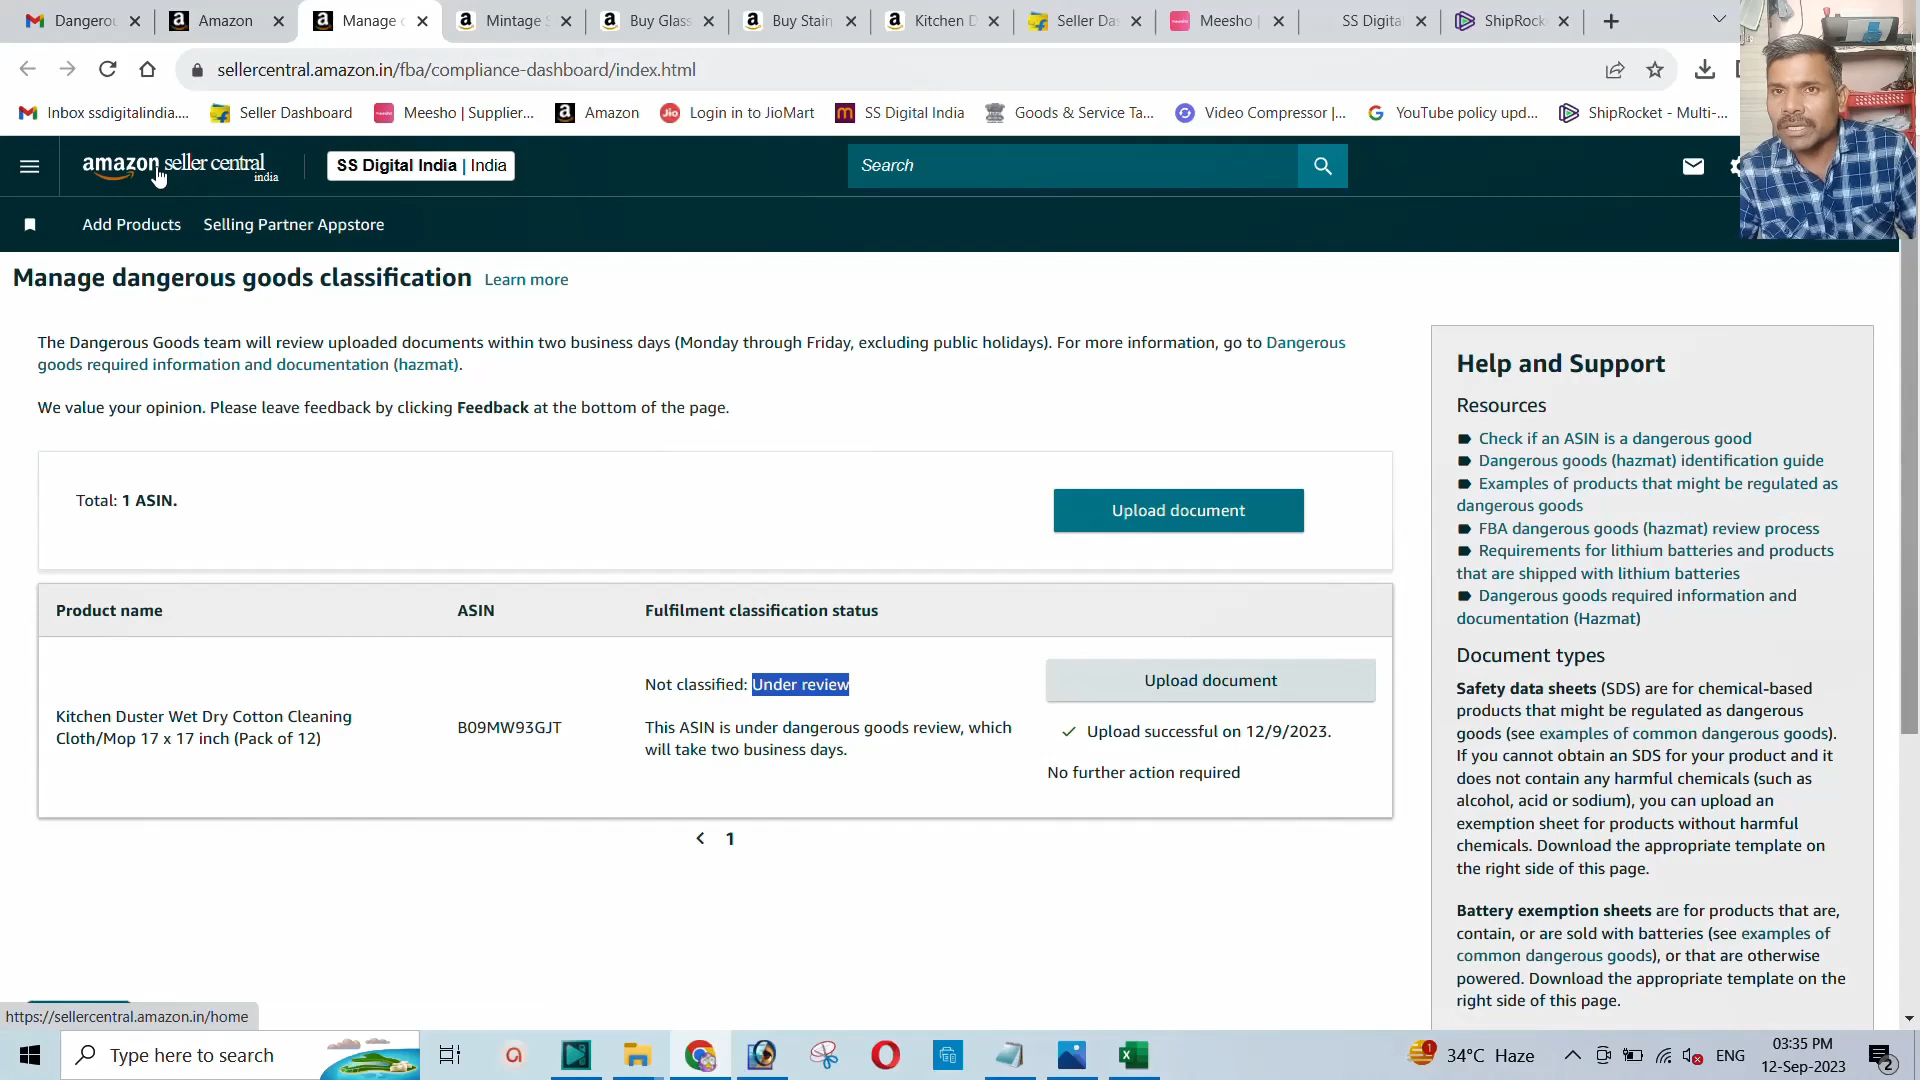 Dangerou
Amazon
Manage
Mintage
Buy Glass
Buy Stain
Kitchen D
Seller Das
Meesho |
SS Digital
ShipRock
sellercentral.amazon.in/fba/compliance-dashboard/index.html
Inbox ssdigitalindia....
Seller Dashboard
Meesho | Supplier...
Amazon
Login in to JioMart
SS Digital India
Goods & Service Ta...
Video Compressor |...
YouTube policy upd...
ShipRocket - Multi-...
amazon seller central
india
SS Digital India | India
Search
Add Products
Selling Partner Appstore
Manage dangerous goods classification Learn more
The Dangerous Goods team will review uploaded documents within two business days (Monday through Friday, excluding public holidays). For more information, go to Dangerous
goods required information and documentation (hazmat).
We value your opinion. Please leave feedback by clicking Feedback at the bottom of the page.
Total: 1 ASIN.
Upload document
Product name
ASIN
Fulfilment classification status
Kitchen Duster Wet Dry Cotton Cleaning
Cloth/Mop 17 x 17 inch (Pack of 12)
B09MW93GJT
Not classified: Under review
This ASIN is under dangerous goods review, which
will take two business days.
Upload document
Upload successful on 12/9/2023.
No further action required
1
Help and Support
Resources
Check if an ASIN is a dangerous good
Dangerous goods (hazmat) identification guide
Examples of products that might be regulated as
dangerous goods
FBA dangerous goods (hazmat) review process
Requirements for lithium batteries and products
that are shipped with lithium batteries
Dangerous goods required information and
documentation (Hazmat)
Document types
Safety data sheets (SDS) are for chemical-based
products that might be regulated as dangerous
goods (see examples of common dangerous goods).
If you cannot obtain an SDS for your product and it
does not contain any harmful chemicals (such as
alcohol, acid or sodium), you can upload an
exemption sheet for products without harmful
chemicals. Download the appropriate template on
the right side of this page.
Battery exemption sheets are for products that are,
contain, or are sold with batteries (see examples of
common dangerous goods), or that are otherwise
powered. Download the appropriate template on the
right side of this page.
https://sellercentral.amazon.in/home
Type here to search
34°C Haze
ENG
03:35 PM
12-Sep-2023
2